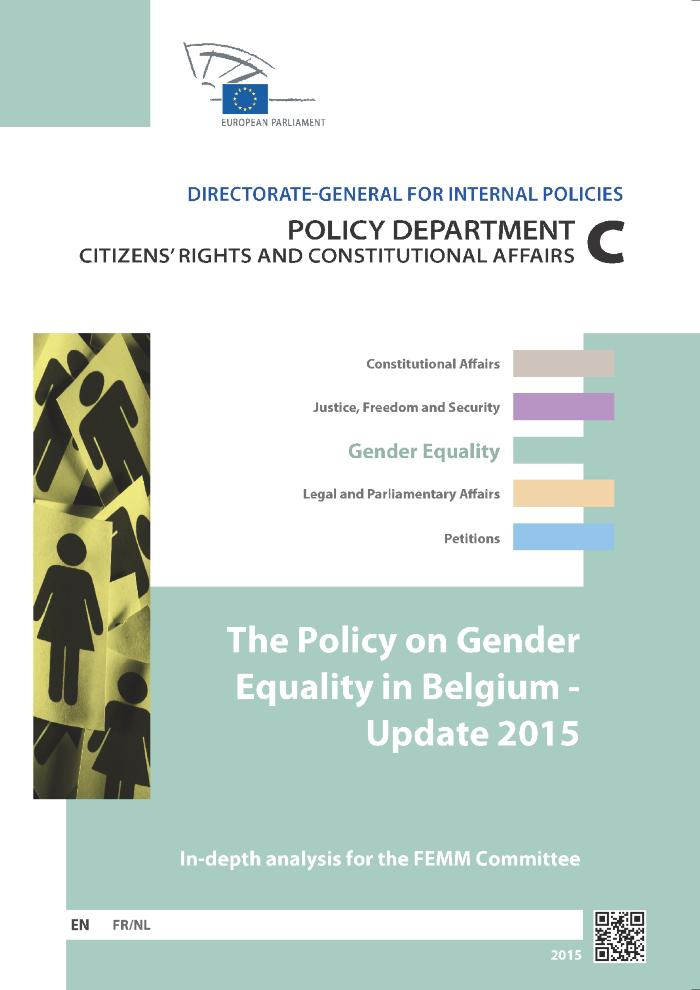 EUROPEAN PARLIAMENT
DIRECTORATE-GENERAL FOR INTERNAL POLICIES
POLICY DEPARTMENT C
CITIZENS' RIGHTS AND CONSTITUTIONAL AFFAIRS
Constitutional Affairs
Justice, Freedom and Security
Gender Equality
Legal and Parliamentary Affairs
Petitions
The Policy on Gender
Equality in Belgium -
Update 2015
In-depth analysis for the FEMM Committee
EN FR/NL
2015